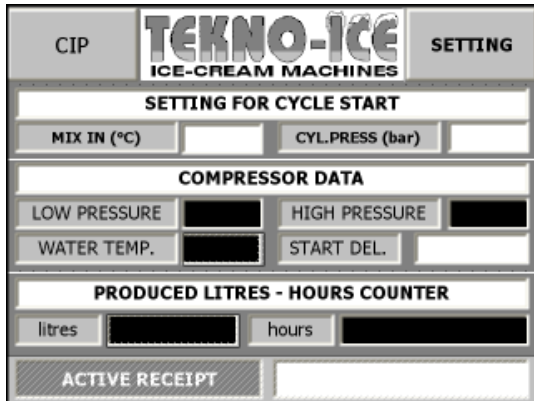 CIP
TEKNO-ICE
ICE-CREAM MACHINES
SETTING
SETTING FOR CYCLE START
MIX IN (°C) CYL.PRESS (bar)
COMPRESSOR DATA
LOW PRESSURE HIGH PRESSURE
WATER TEMP. START DEL.
PRODUCED LITRES - HOURS COUNTER
litres hours
ACTIVE RECEIPT